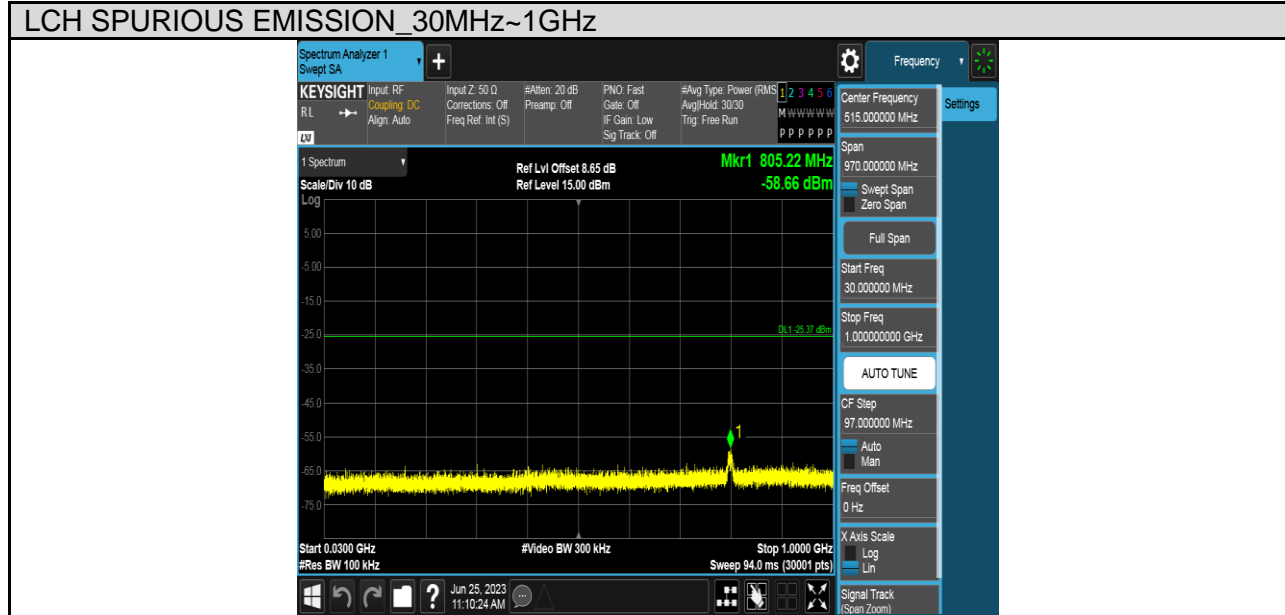 LCH SPURIOUS EMISSION_30MHz~1GHz
Spectrum Analyzer 1
Swept SA
+
Frequency
KEYSIGHT
RL
LXI
Input: RF
Coupling: DC
Align: Auto
Input Z: 50 Ω
Corrections: Off
Freq Ref: Int (S)
#Atten: 20 dB
Preamp: Off
PNO: Fast
Gate: Off
IF Gain: Low
Sig Track: Off
#Avg Type: Power (RMS
Avg|Hold: 30/30
Trig: Free Run
1 2 3 4 5 6
M W W W W W
P P P P P P
Center Frequency
515.000000 MHz
Settings
1 Spectrum
Scale/Div 10 dB
Ref Lvl Offset 8.65 dB
Ref Level 15.00 dBm
Mkr1 805.22 MHz
-58.66 dBm
Span
970.000000 MHz
Swept Span
Zero Span
Full Span
Start Freq
30.000000 MHz
Stop Freq
1.000000000 GHz
AUTO TUNE
CF Step
97.000000 MHz
Auto
Man
Freq Offset
0 Hz
X Axis Scale
Log
Lin
Signal Track
(Span Zoom)
Log
5.00
-5.00
-15.0
-25.0
DL1 -25.37 dBm
-35.0
-45.0
-55.0
1
-65.0
-75.0
Start 0.0300 GHz
#Res BW 100 kHz
#Video BW 300 kHz
Stop 1.0000 GHz
Sweep 94.0 ms (30001 pts)
?
Jun 25, 2023
11:10:24 AM